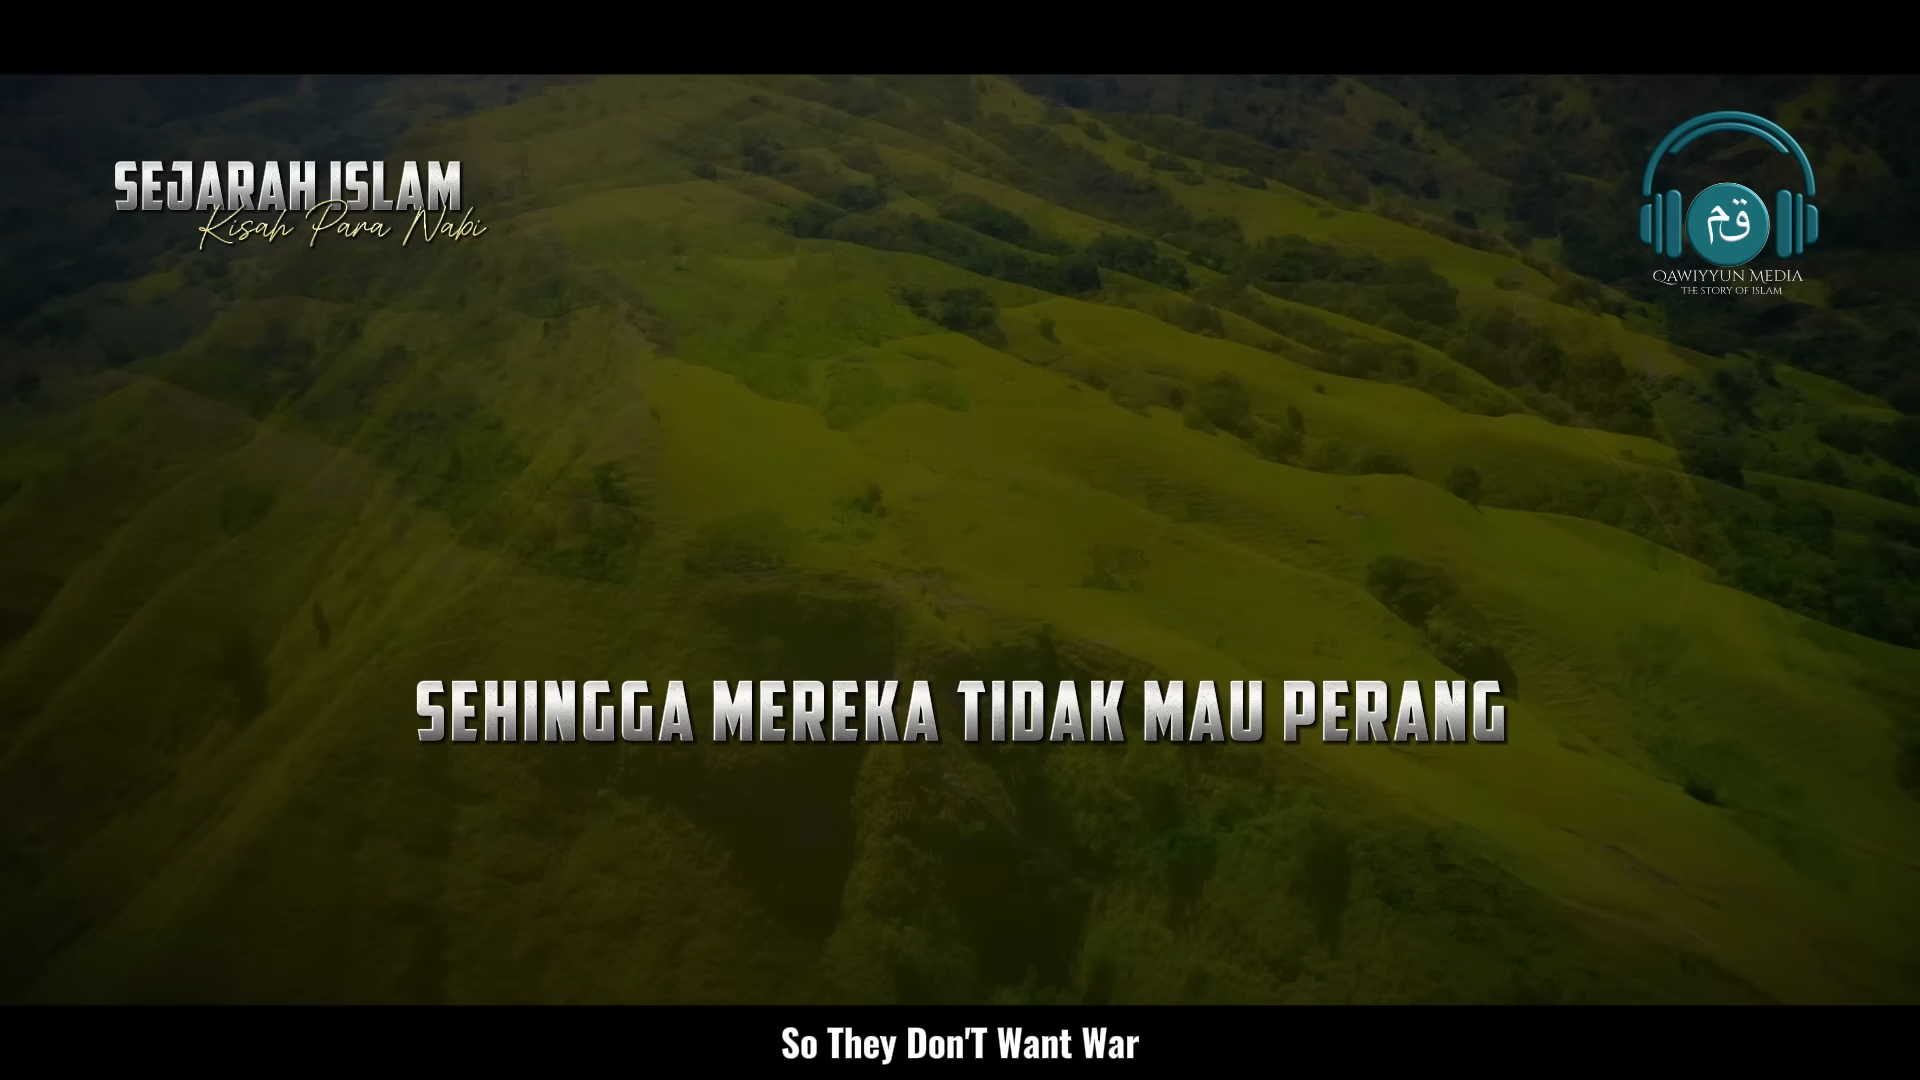 SEJARAH ISLAM
Kisah Para Nabi
قم
QAWIYYUN MEDIA
THE STORY OF ISLAM
SEHINGGA MEREKA TIDAK MAU PERANG
So They Don'T Want War